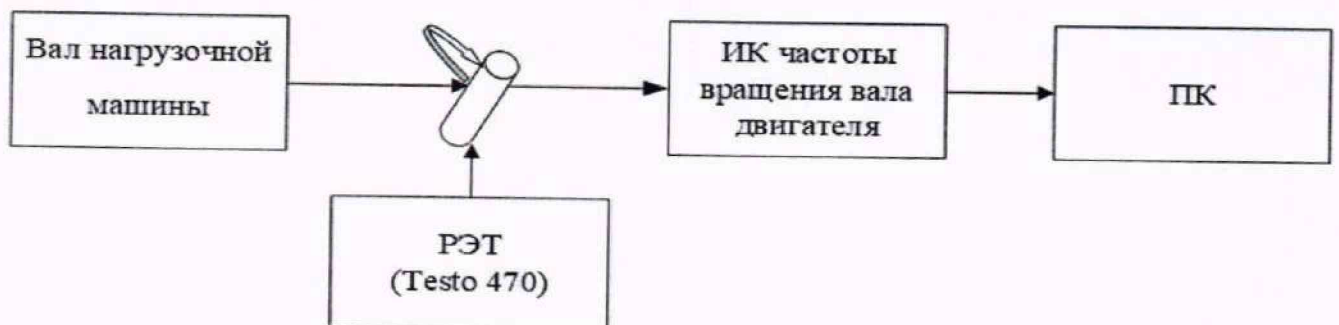 Вал нагрузочной
машины
ИК частоты
вращения вала
двигателя
ПК
РЭТ
(Testo 470)